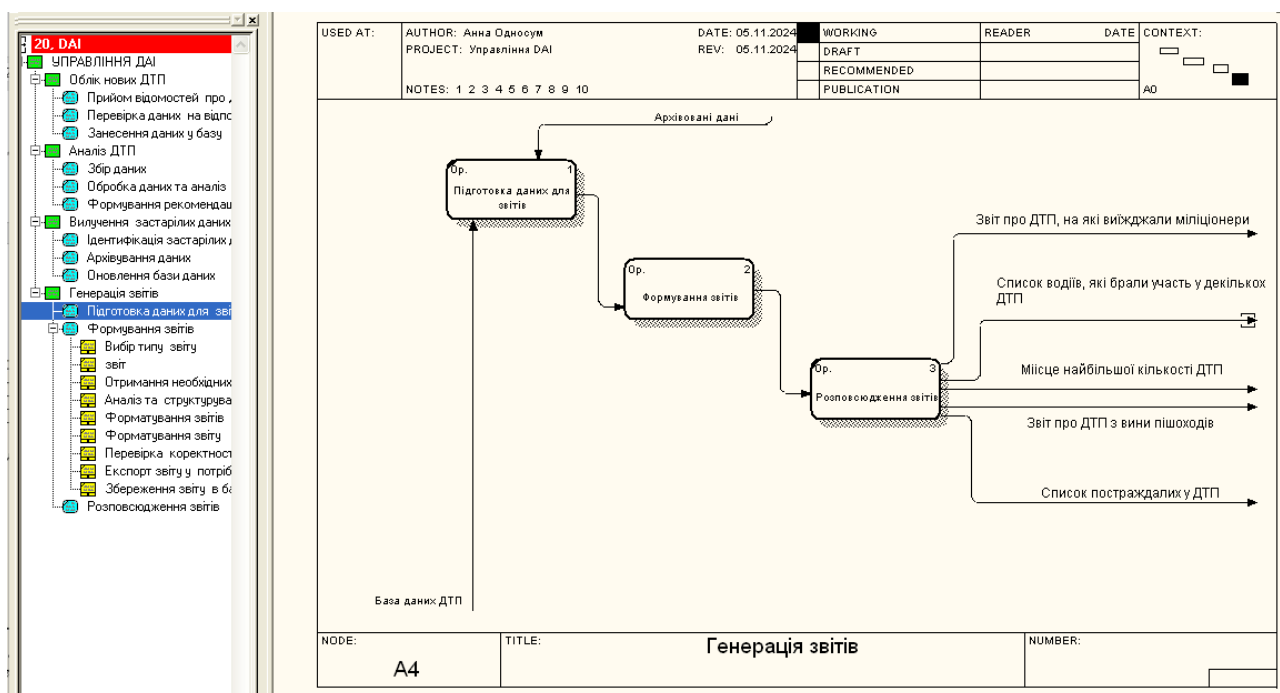 20, DAI
УПРАВЛІННЯ ДАІ
Облік нових ДТП
Прийом відомостей про
Перевірка даних на відпо
Занесення даних у базу
Аналіз ДТП
Збір даних
Обробка даних та аналіз
Формування рекомендац
Вилучення застарілих даних
Ідентифікація застарілих
Архівування даних
Оновлення бази даних
Генерація звітів
Підготовка даних для зві
Формування звітів
Вибір типу звіту
звіт
Отримання необхідних
Аналіз та структурува
Форматування звітів
Форматування звіту
Перевірка коректност
Експорт звіту у потріб
Збереження звіту в ба
Розповсюдження звітів
USED AT:
AUTHOR: Анна Односум
DATE: 05.11.2024
PROJECT: Управління DAI
REV: 05.11.2024
NOTES: 1 2 3 4 5 6 7 8 9 10
WORKING
DRAFT
RECOMMENDED
PUBLICATION
READER
DATE
CONTEXT:
A0
Архівовані дані
0р.
1
Підготовка даних для
звітів
0р.
2
Формування звітів
0р.
3
Розповсюдження звітів
Звіт про ДТП, на які виїжджали міліціонери
Список водіїв, які брали участь у декількох
ДТП
Міісце найбільшої кількості ДТП
Звіт про ДТП з вини пішоходів
Список постраждалих у ДТП
База даних ДТП
NODE:
A4
TITLE:
Генерація звітів
NUMBER: